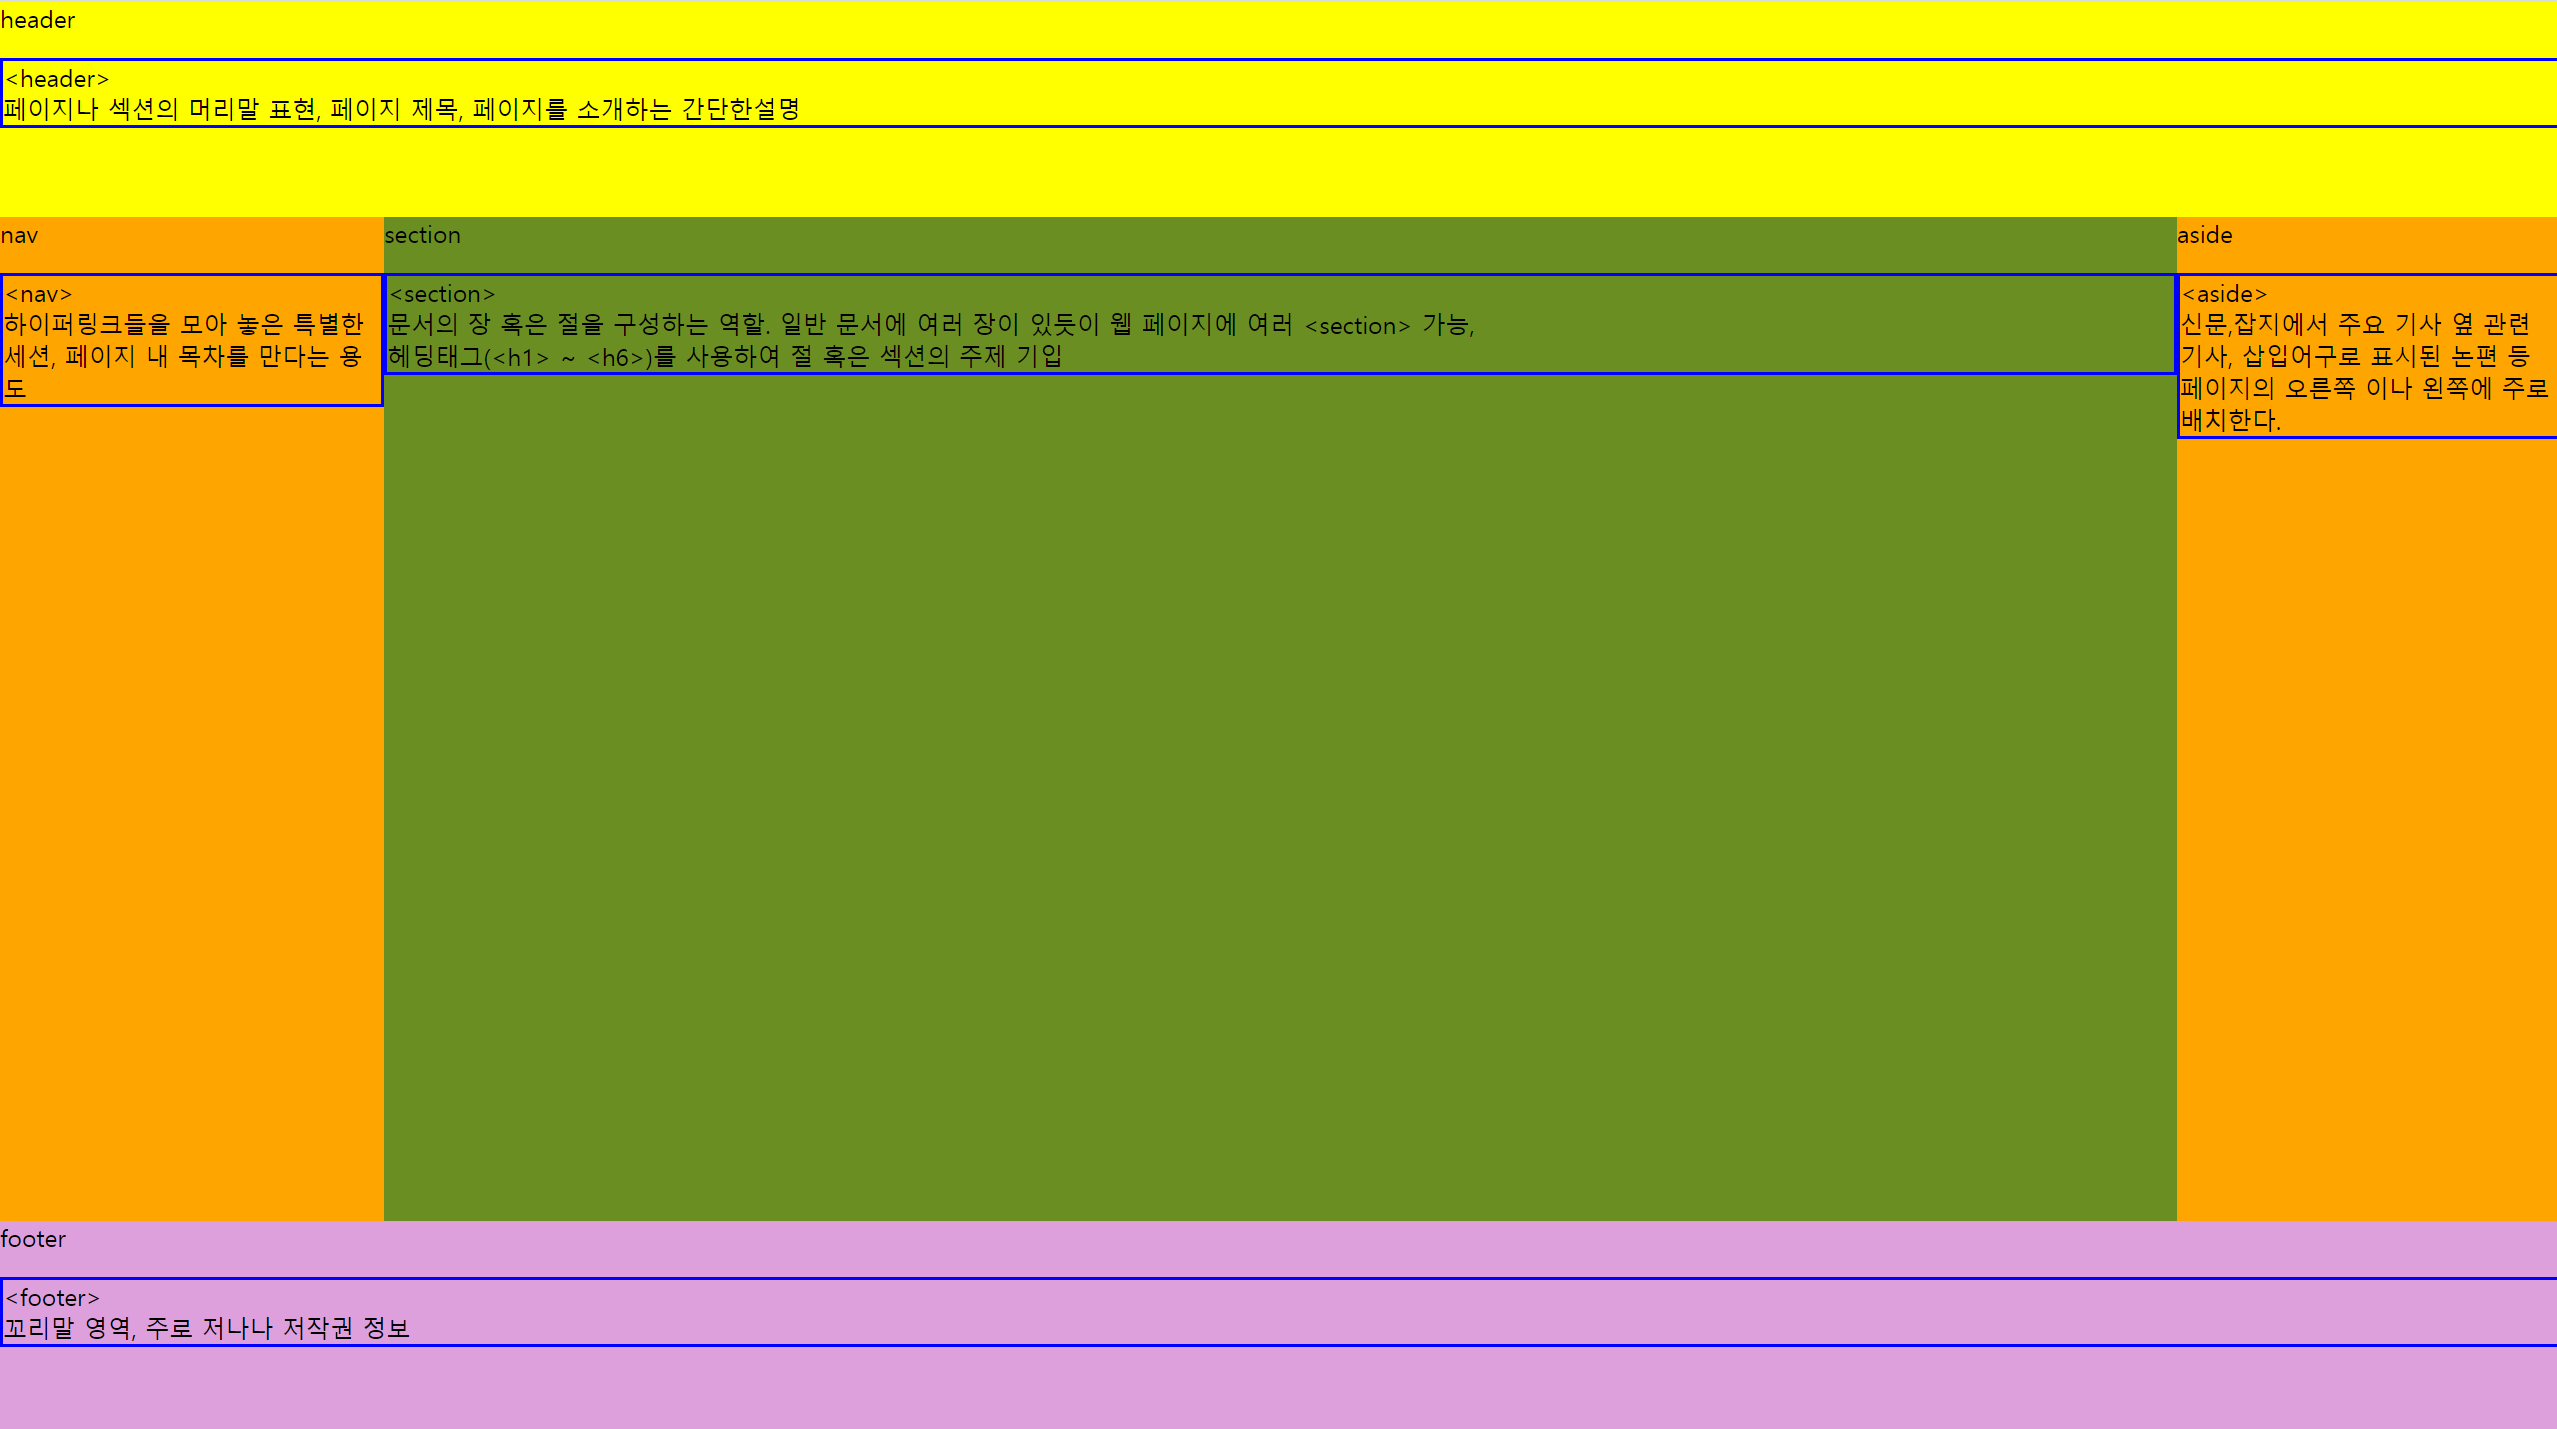 header
<header>
페이지나 섹션의 머리말 표현, 페이지 제목, 페이지를 소개하는 간단한설명
nav
<nav>
하이퍼링크들을 모아 놓은 특별한
세션, 페이지 내 목차를 만다는 용
도
section
<section>
문서의 장 혹은 절을 구성하는 역할. 일반 문서에 여러 장이 있듯이 웹 페이지에 여러 <section> 가능,
헤딩태그(<h1> ~ <h6>)를 사용하여 절 혹은 섹션의 주제 기입
aside
<aside>
신문,잡지에서 주요 기사 옆 관련
기사, 삽입어구로 표시된 논편 등
페이지의 오른쪽 이나 왼쪽에 주로
배치한다.
footer
<footer>
꼬리말 영역, 주로 저나나 저작권 정보